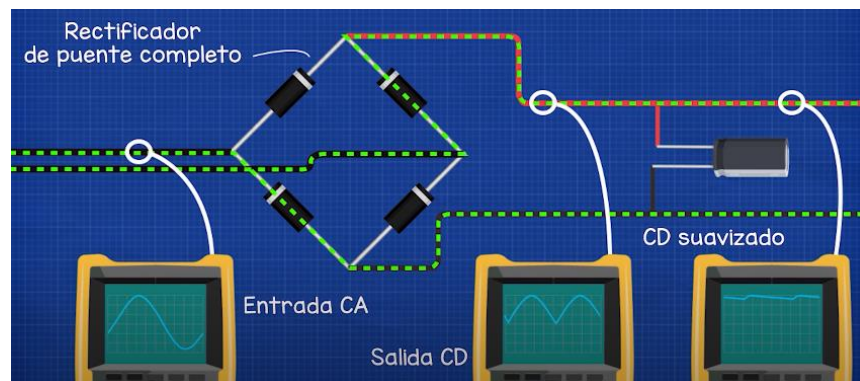 Rectificador
de puente completo
CD suavizado
Entrada CA
Salida CD